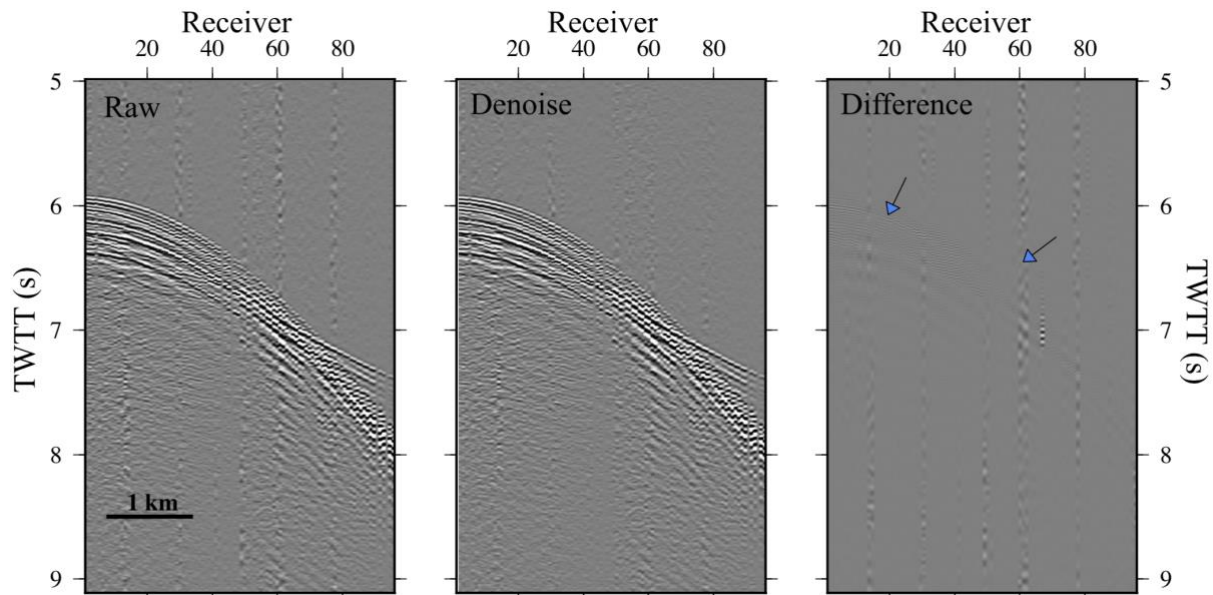 Receiver
20 40 60 80
Receiver
20 40 60 80
Receiver
20 40 60 80
5
6
7
8
9
TWTT (s)
Raw
1 km
Denoise
Difference
5
6
7
8
9
TWTT (s)